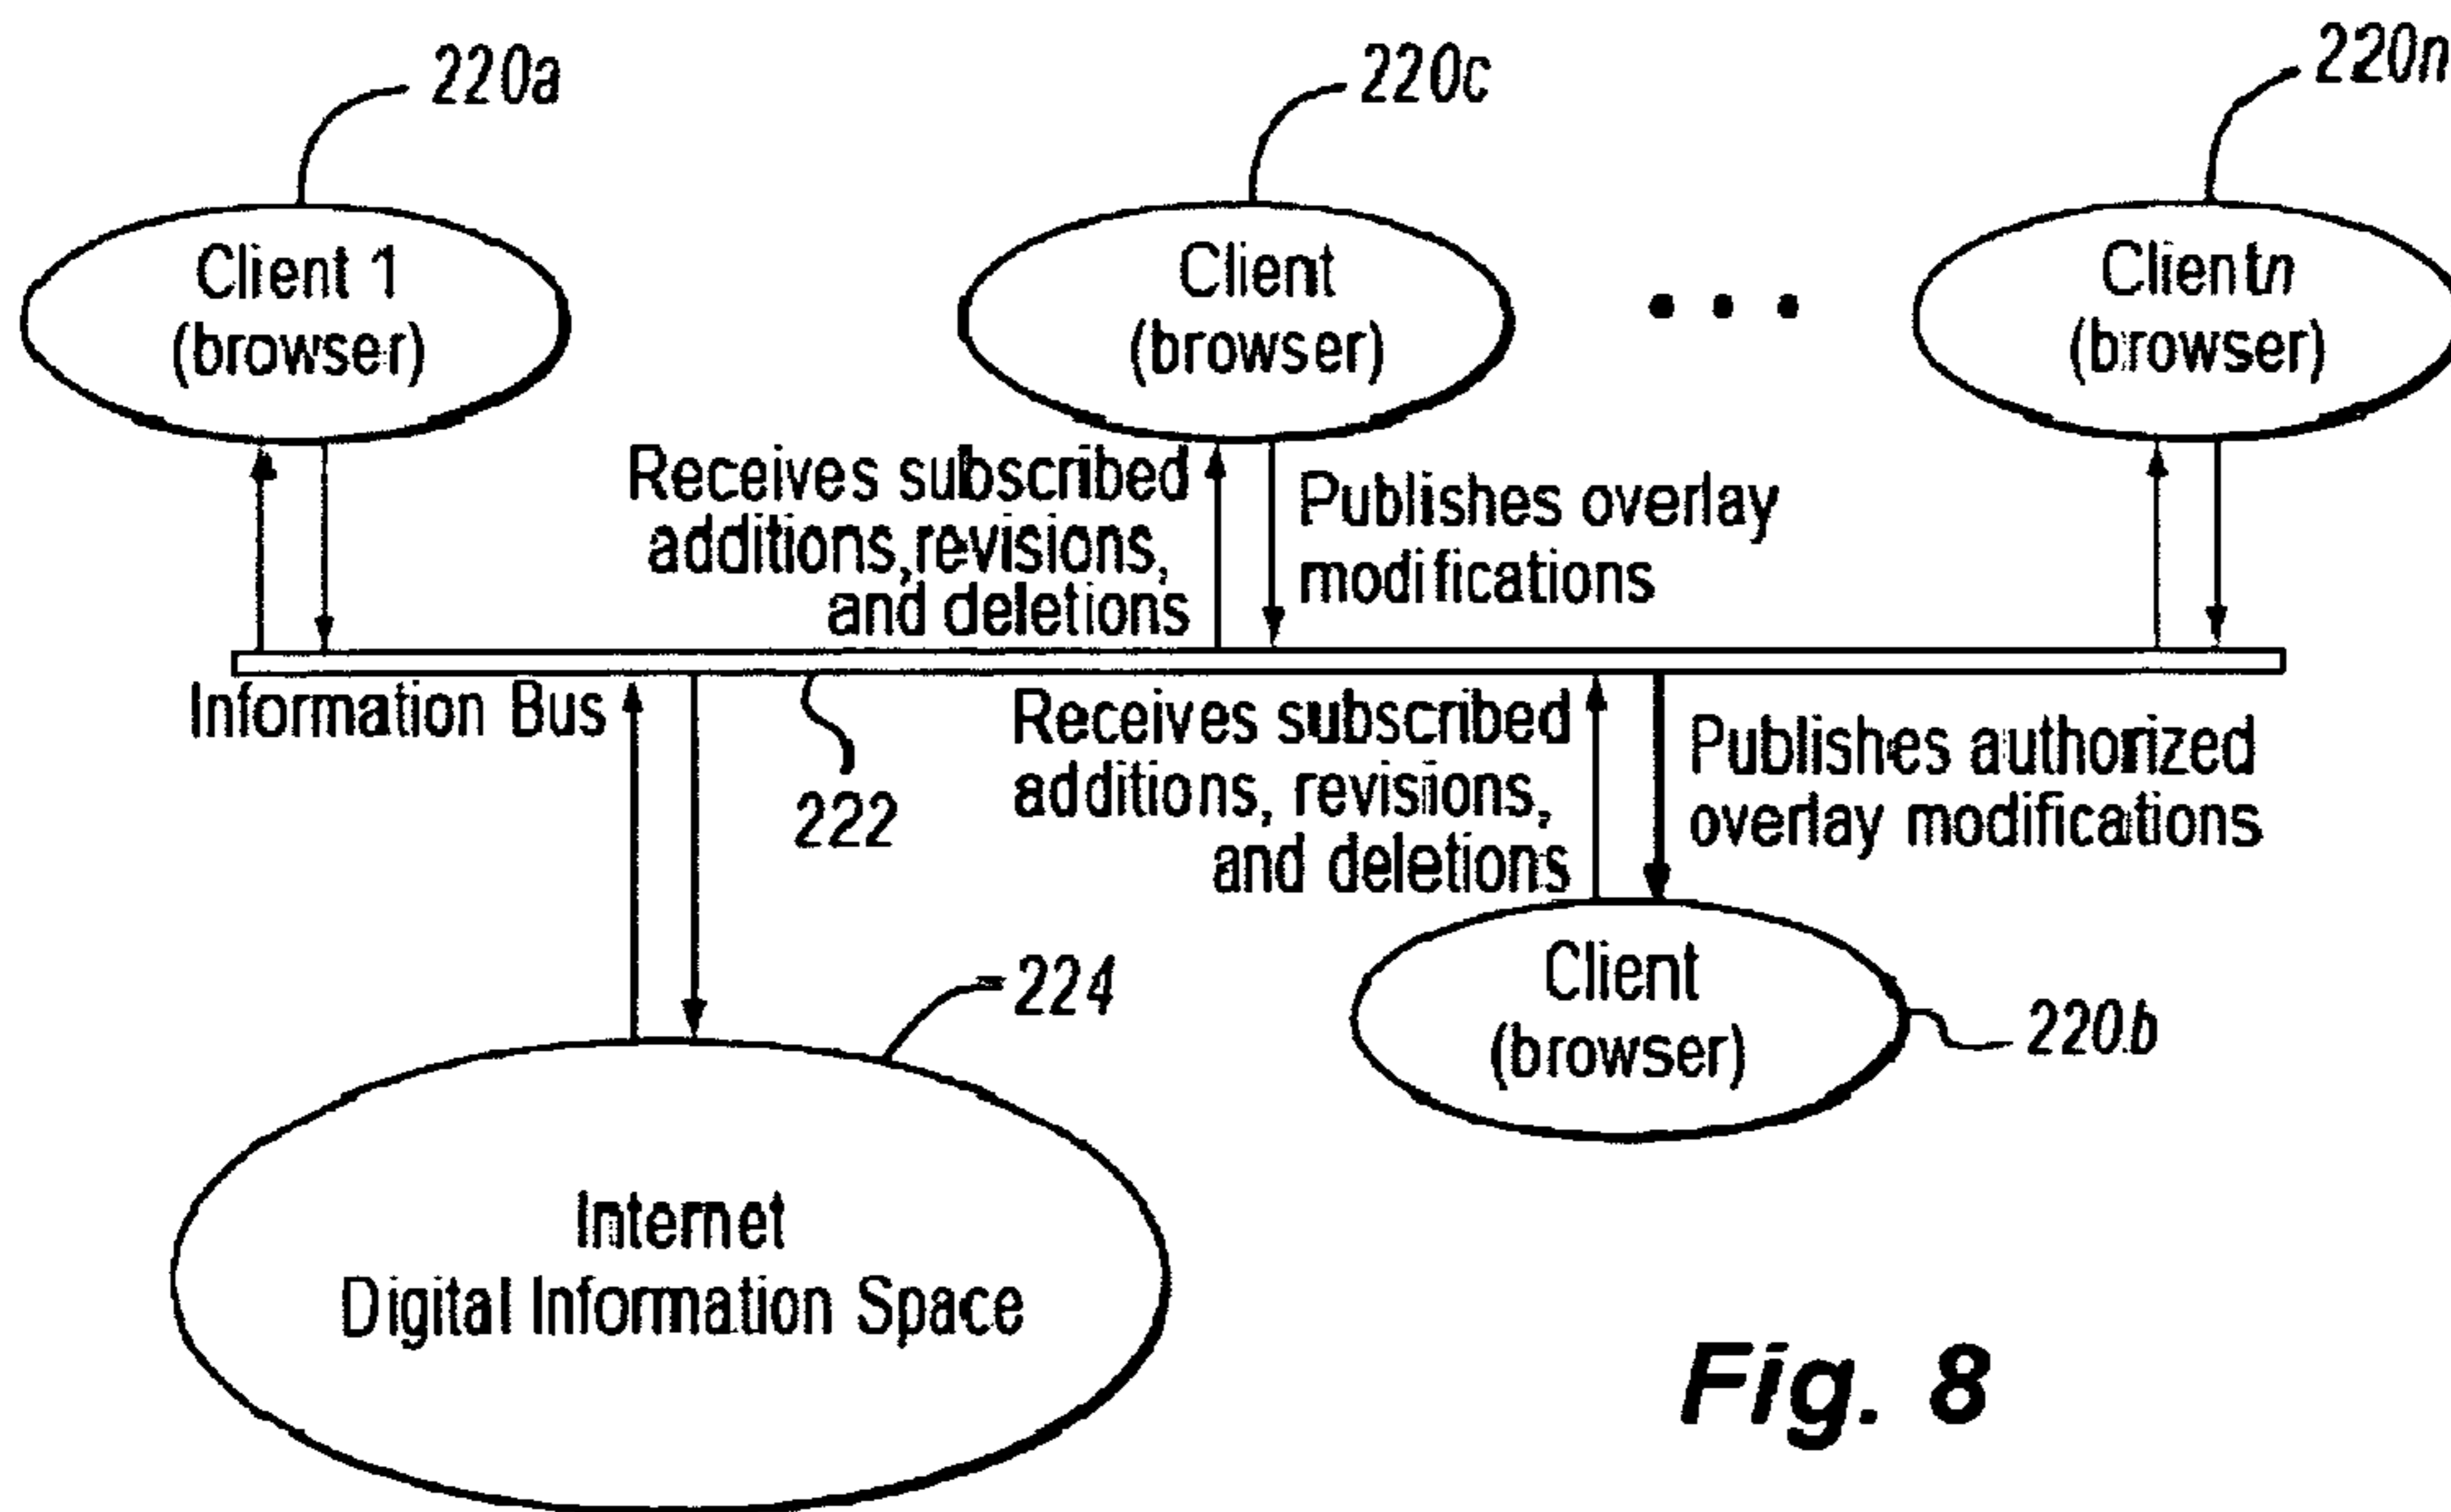 220a
220c
220n
Client 1
(browser)
Client
(browser)
Clientn
(browser)
Receives subscribed
additions,revisions,
and deletions
Publishes overlay
modifications
Information Bus
222
Receives subscribed
additions, revisions,
and deletions
Publishes authorized
overlay modifications
224
Client
(browser)
220b
Internet
Digital Information Space
Fig. 8